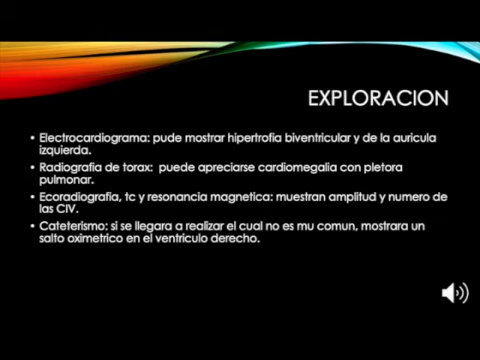 EXPLORACION
• Electrocardiograma: pude mostrar hipertrofia biventricular y de la auricula
izquierda.
• Radiografia de torax: puede apreciarse cardiomegalia con pletora
pulmonar.
• Ecoradiografia, tc y resonancia magnetica: muestran amplitud y numero de
las CIV.
• Cateterismo: si se llegara a realizar el cual no es mu comun, mostrara un
salto oximetrico en el ventriculo derecho.